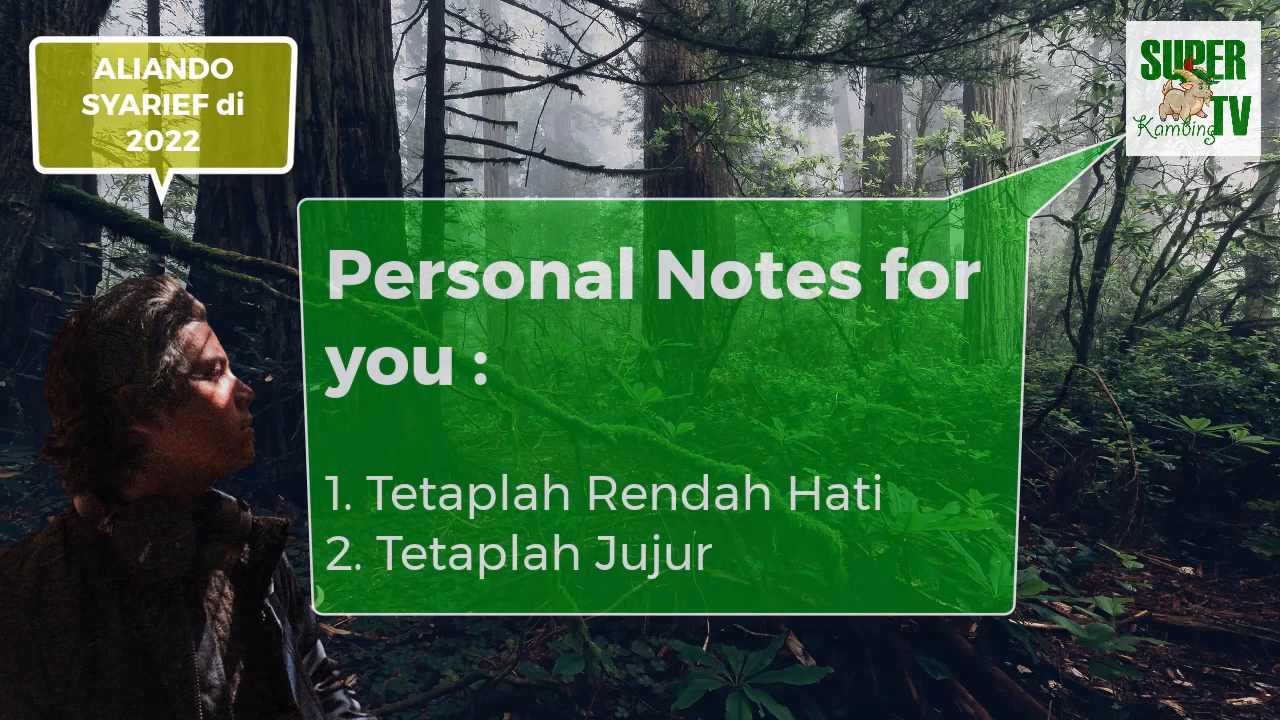 ALIANDO
SYARIEF di
2022
SUPER
Kambing TV
Personal Notes for
you :
1. Tetaplah Rendah Hati
2. Tetaplah Jujur